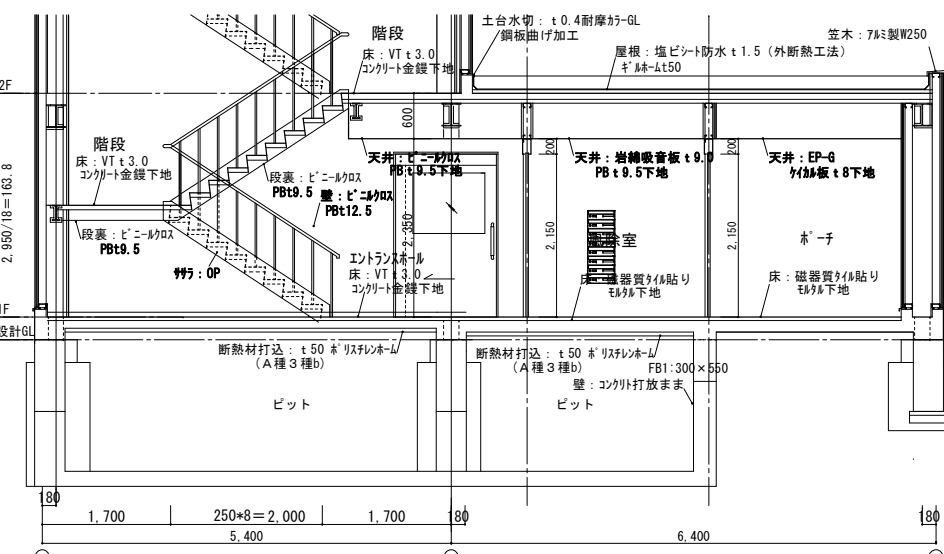 土台水切: t0.4耐摩ｶﾗｰGL
鋼板曲げ加工
笠木: ｱﾙﾐ製W250
階段
床: VTt3.0
ｺﾝｸﾘｰﾄ金鏝下地
屋根: 塩ﾋﾞｼｰﾄ防水t1.5 (外断熱工法)
ｷﾞﾙﾎｰﾑt50
2F
600
階段
床: VTt3.0
ｺﾝｸﾘｰﾄ金鏝下地
天井: ﾋﾞﾆｰﾙｸﾛｽ
PBt9.5下地
200
天井: 岩綿吸音板t9.0
PBt9.5下地
200
天井: EP-G
ｹｲｶﾙ板t8下地
段裏: ﾋﾞﾆｰﾙｸﾛｽ
PBt9.5
壁: ﾋﾞﾆﾙｸﾛｽ
PBt12.5
2,950/18=163.8
段裏: ﾋﾞﾆｰﾙｸﾛｽ
PBt9.5
2,350
2,150
除室
2,150
ﾎﾟｰﾁ
ｻｻﾗ: OP
エントランスホール
床: VTt3.0
ｺﾝｸﾘｰﾄ金鏝下地
床: 磁器質ﾀｲﾙ貼り
ﾓﾙﾀﾙ下地
床: 磁器質ﾀｲﾙ貼り
ﾓﾙﾀﾙ下地
1F
設計GL
断熱材打込: t50 ﾎﾟﾘｽﾁﾚﾝﾎｰﾑ
(A種3種b)
断熱材打込: t50 ﾎﾟﾘｽﾁﾚﾝﾎｰﾑ
(A種3種b)
FB1:300×550
壁: ｺﾝｸﾘﾄ打放まま
ピット
ピット
180
1,700
250*8=2,000
1,700
180
180
5,400
6,400